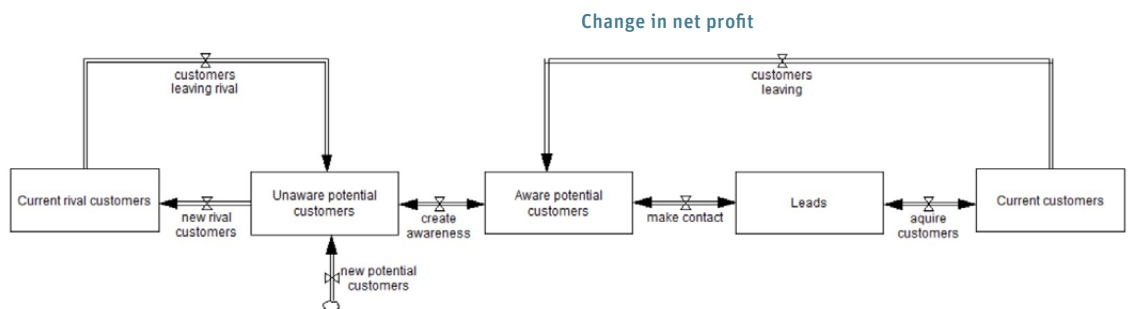 Change in net profit
customers
leaving rival
customers
leaving
Current rival customers
new rival
customers
Unaware potential
customers
create
awareness
Aware potential
customers
make contact
Leads
aquire
customers
Current customers
new potential
customers